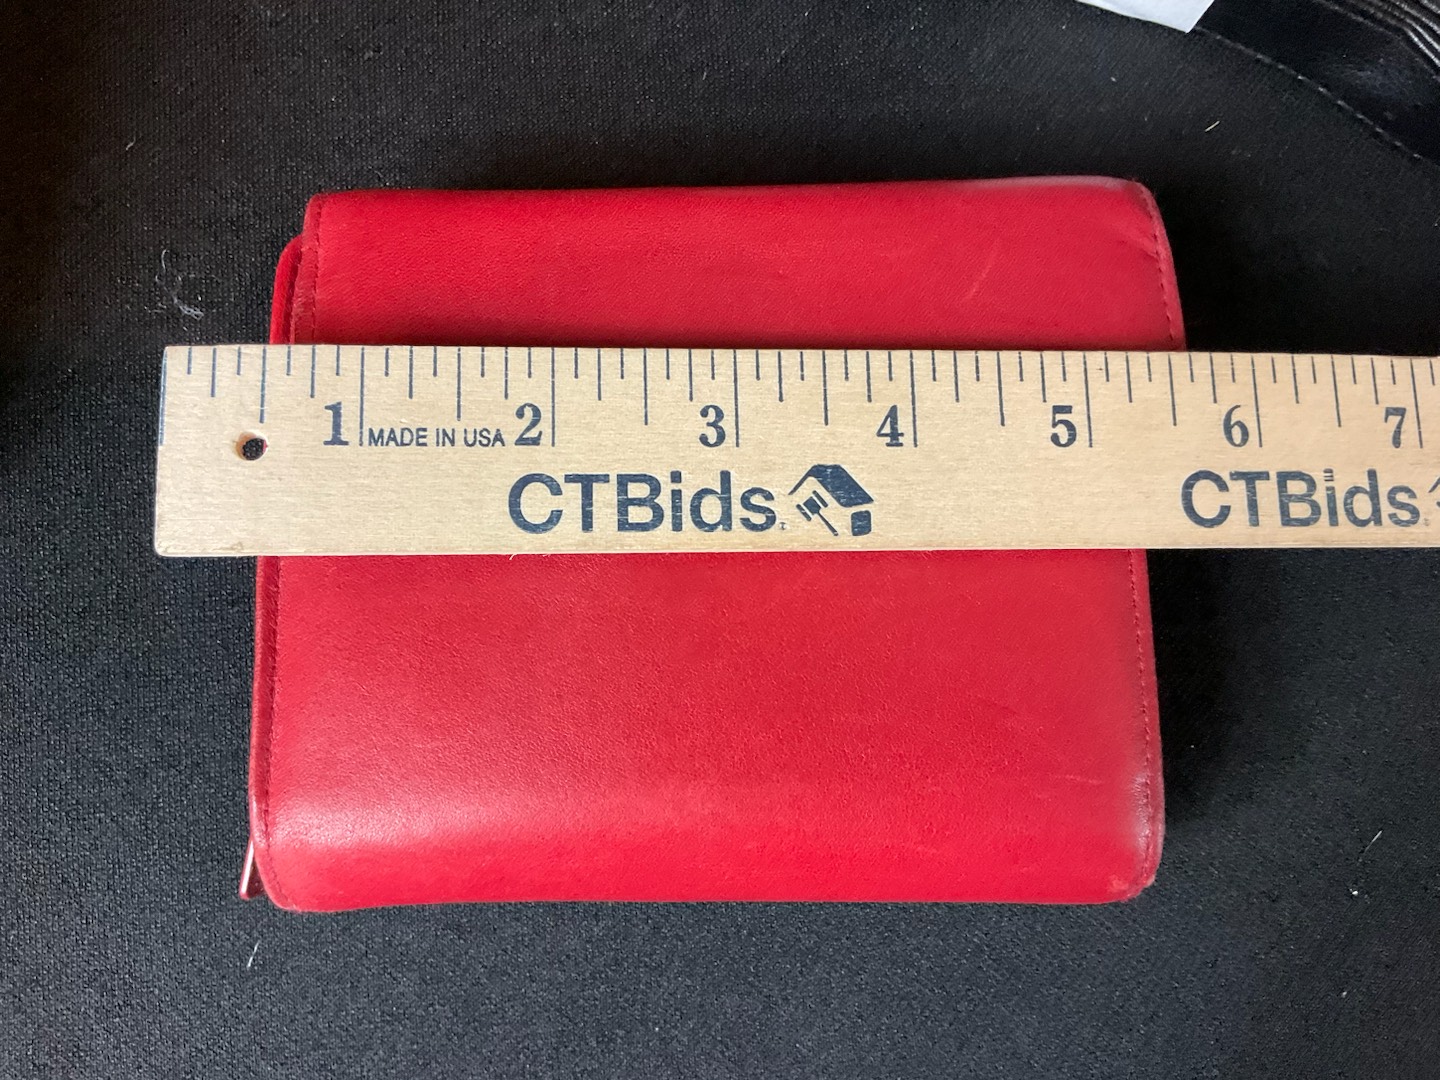 1 MADE IN USA 2 3 4 5 6 7
CTBids. CTBids.